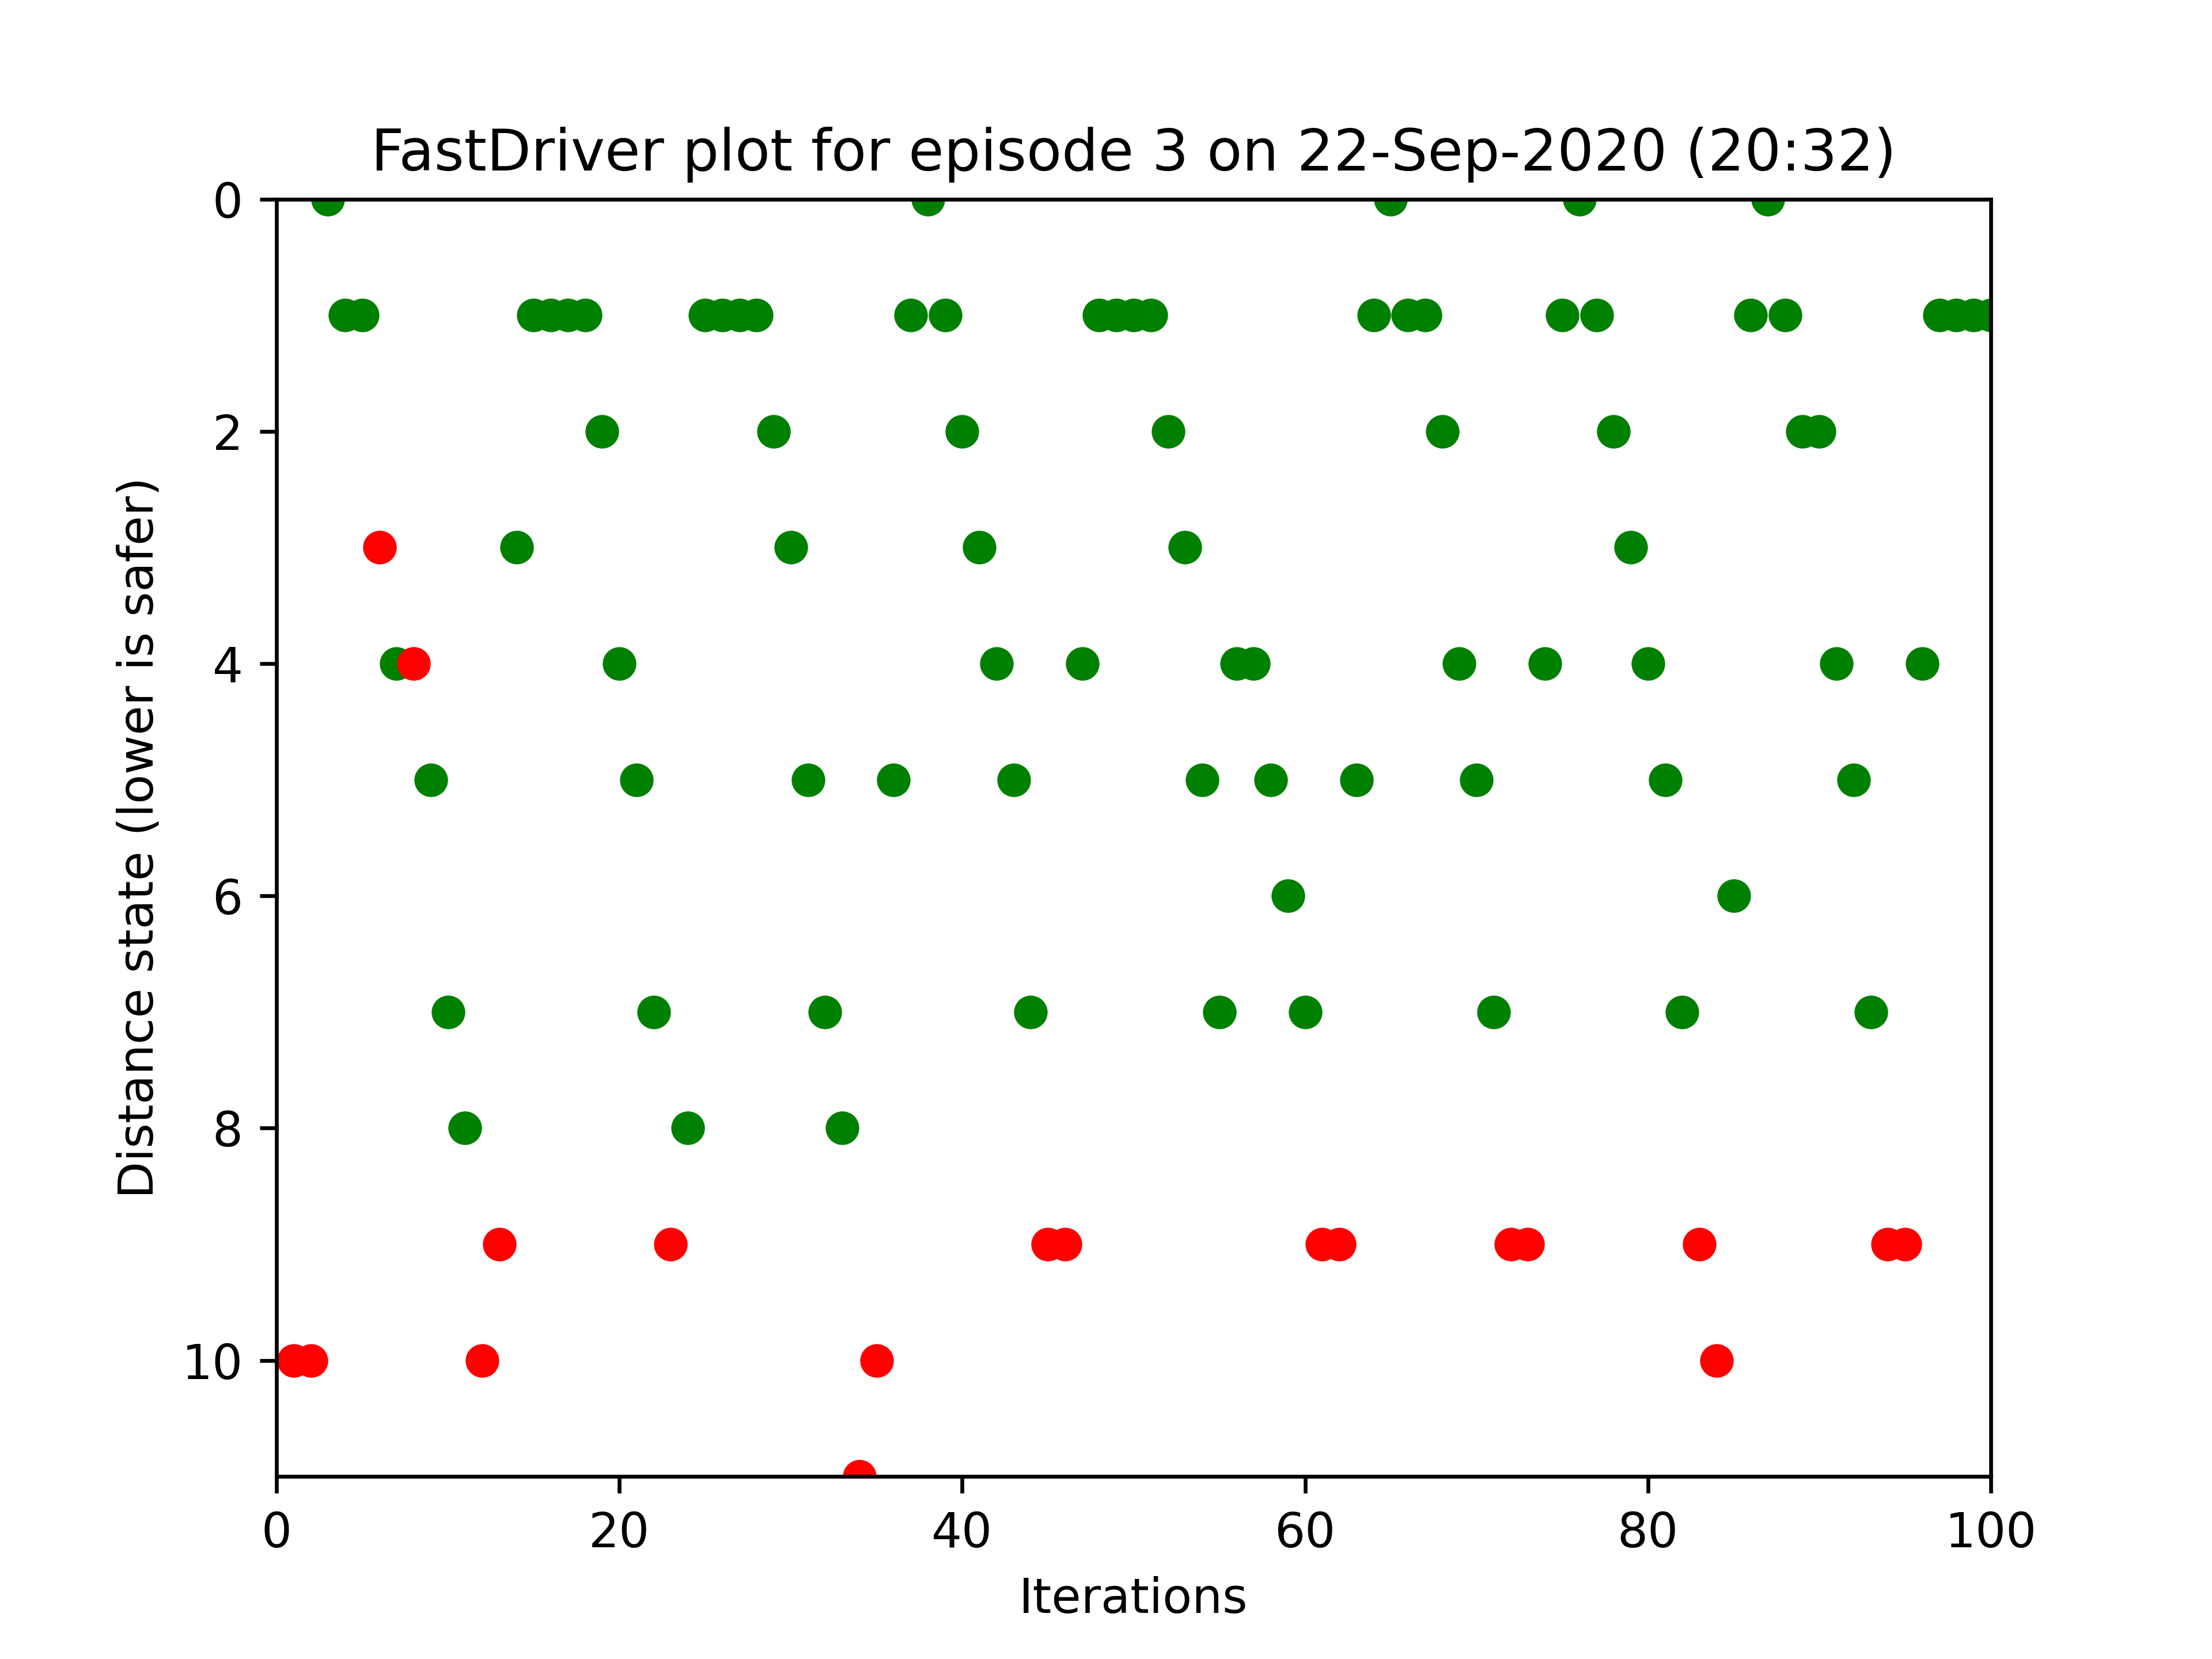 FastDriver plot for episode 3 on 22-Sep-2020 (20:32)
0
2
4
6
8
10
Distance state (lower is safer)
0 20 40 60 80 100
Iterations